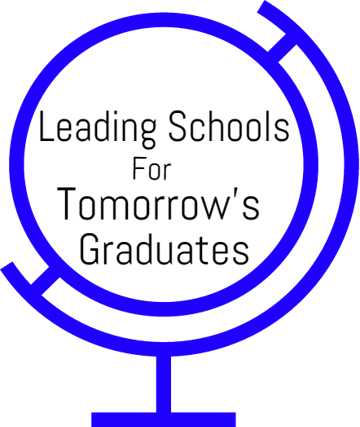 Leading Schools
For
Tomorrow's
Graduates